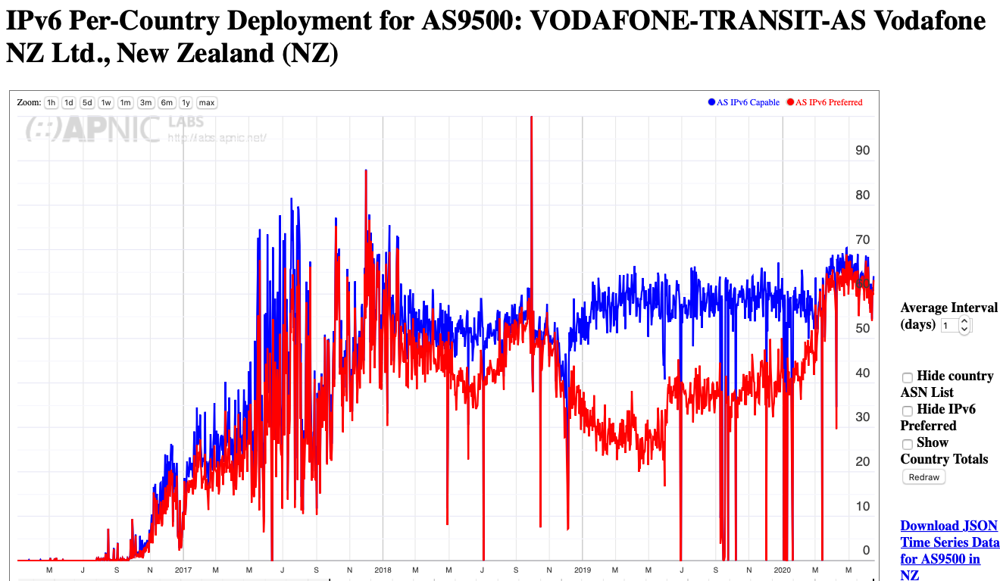 IPv6 Per-Country Deployment for AS9500: VODAFONE-TRANSIT-AS Vodafone
NZ Ltd., New Zealand (NZ)
Zoom: 1h 1d 5d 1w 1m 3m 6m 1y max
AS IPv6 Capable AS IPv6 Preferred
(::)APNIC LABS
http://labs.apnic.net/
90
80
70
60
50
40
30
20
10
0
M J S N 2017 M M J S N 2018 M M J S N 2019 M M J S N 2020 M M
Average Interval
(days) 1
Hide country
ASN List
Hide IPv6
Preferred
Show
Country Totals
Redraw
Download JSON
Time Series Data
for AS9500 in
NZ